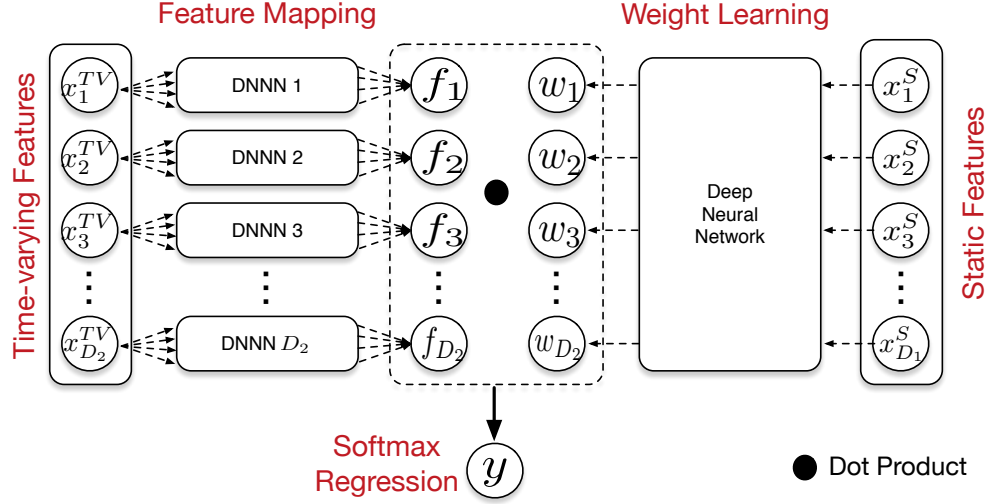 Feature Mapping
Weight Learning
Time-varying Features
x_1^{TV}
DNNN 1
f_1
w_1
x_1^S
x_2^{TV}
DNNN 2
f_2
w_2
x_2^S
x_3^{TV}
DNNN 3
f_3
w_3
x_3^S
Deep
Neural
Network
Static Features
x_{D_2}^{TV}
DNNN D_2
f_{D_2}
w_{D_2}
x_{D_1}^S
Softmax
Regression
y
Dot Product